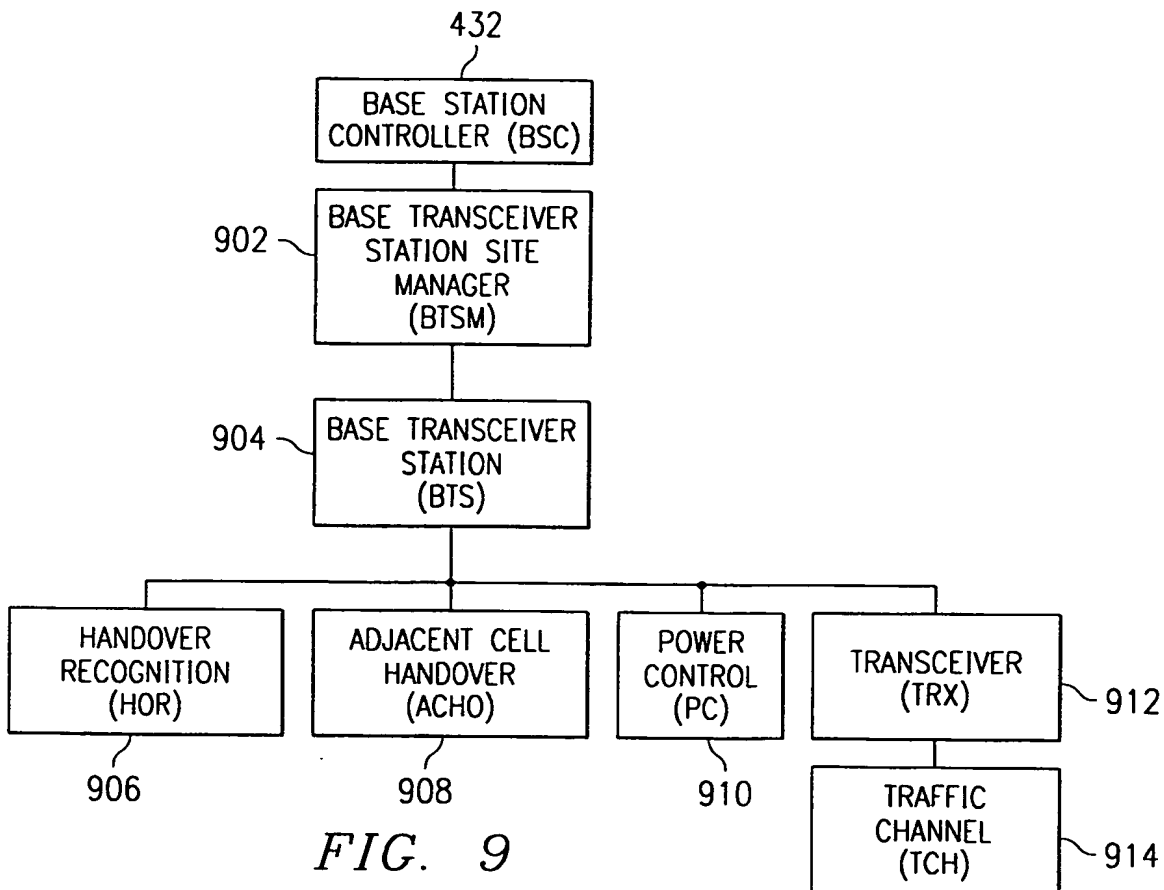 432
BASE STATION
CONTROLLER (BSC)
902
BASE TRANSCEIVER
STATION SITE
MANAGER
(BTSM)
904
BASE TRANSCEIVER
STATION
(BTS)
HANDOVER
RECOGNITION
(HOR)
906
ADJACENT CELL
HANDOVER
(ACHO)
908
POWER
CONTROL
(PC)
910
TRANSCEIVER
(TRX)
912
TRAFFIC
CHANNEL
(TCH)
914
FIG. 9